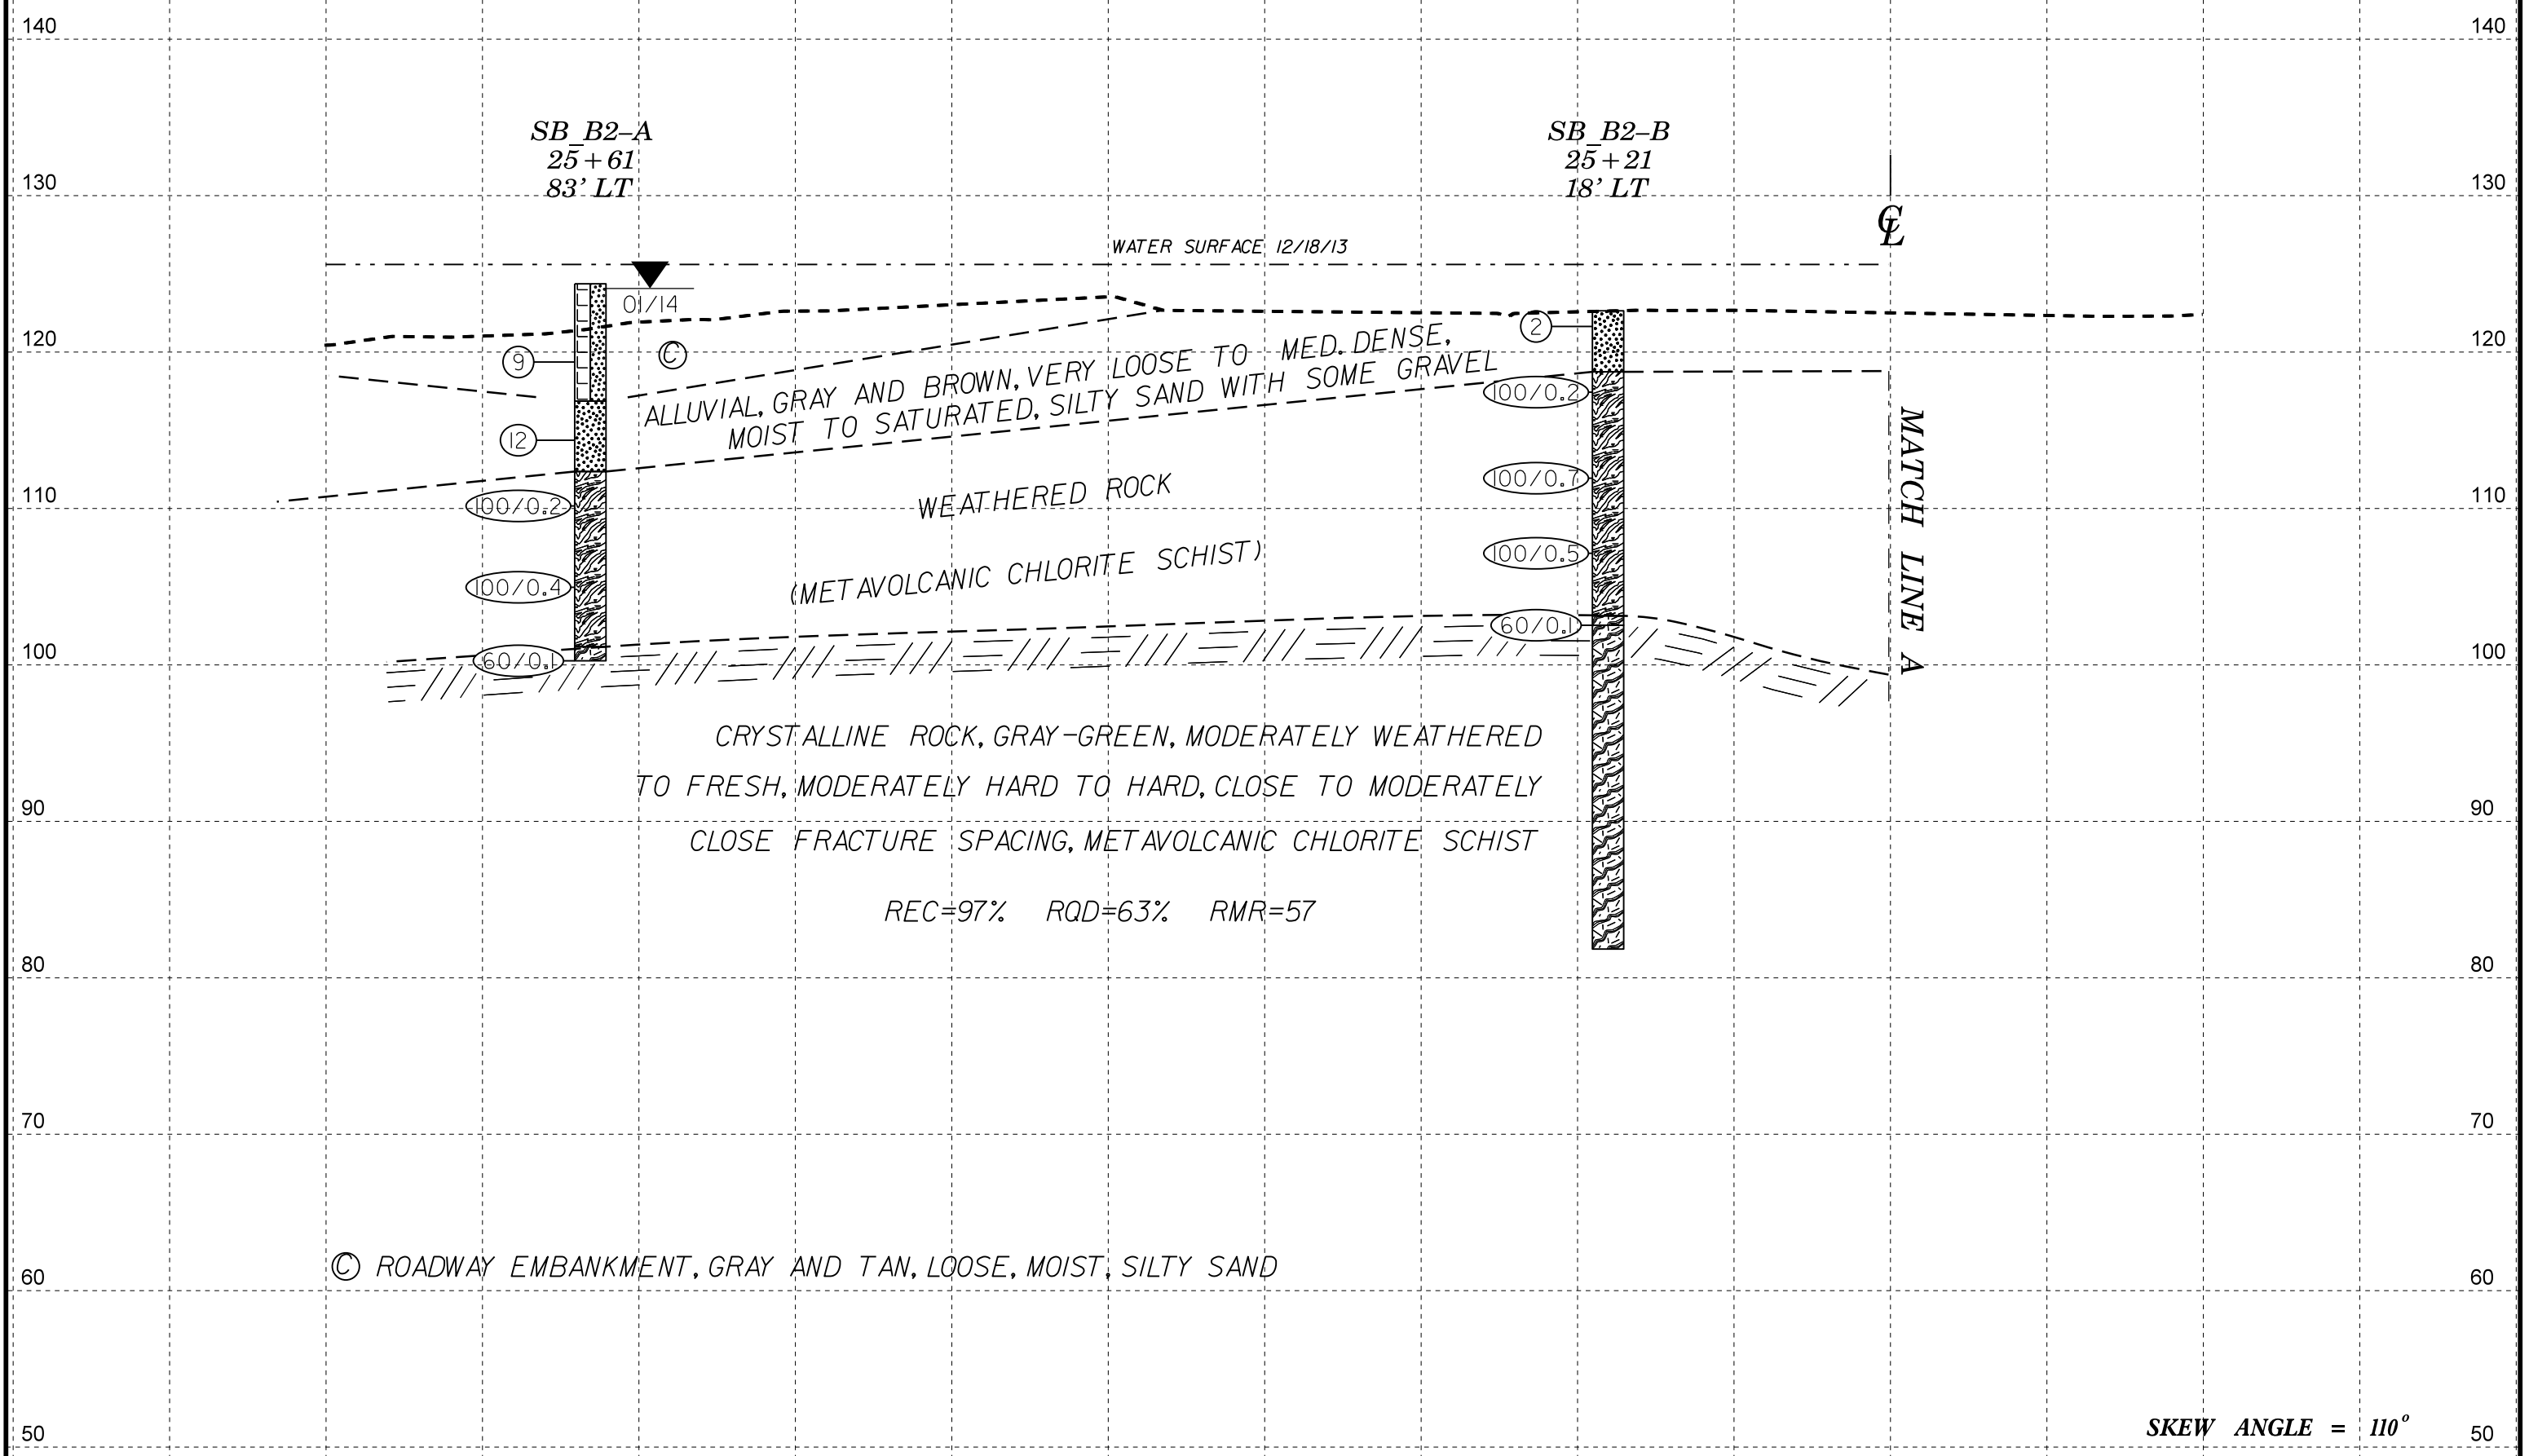 140 140
SB_B2-A
25+61
83' LT
SB_B2-B
25+21
18' LT
130 130
CL
WATER SURFACE 12/18/13
01/14
2
120 120
9
C
ALLUVIAL, GRAY AND BROWN, VERY LOOSE TO MED. DENSE,
MOIST TO SATURATED, SILTY SAND WITH SOME GRAVEL
100/0.2
12
MATCH LINE A
100/0.7
WEATHERED ROCK
110 110
100/0.2
100/0.5
(METAVOLCANIC CHLORITE SCHIST)
100/0.4
60/0.1
100 100
60/0.1
CRYSTALLINE ROCK, GRAY-GREEN, MODERATELY WEATHERED
TO FRESH, MODERATELY HARD TO HARD, CLOSE TO MODERATELY
90 90
CLOSE FRACTURE SPACING, METAVOLCANIC CHLORITE SCHIST
REC=97% RQD=63% RMR=57
80 80
70 70
C ROADWAY EMBANKMENT, GRAY AND TAN, LOOSE, MOIST, SILTY SAND
60 60
SKEW ANGLE = 110°
50 50